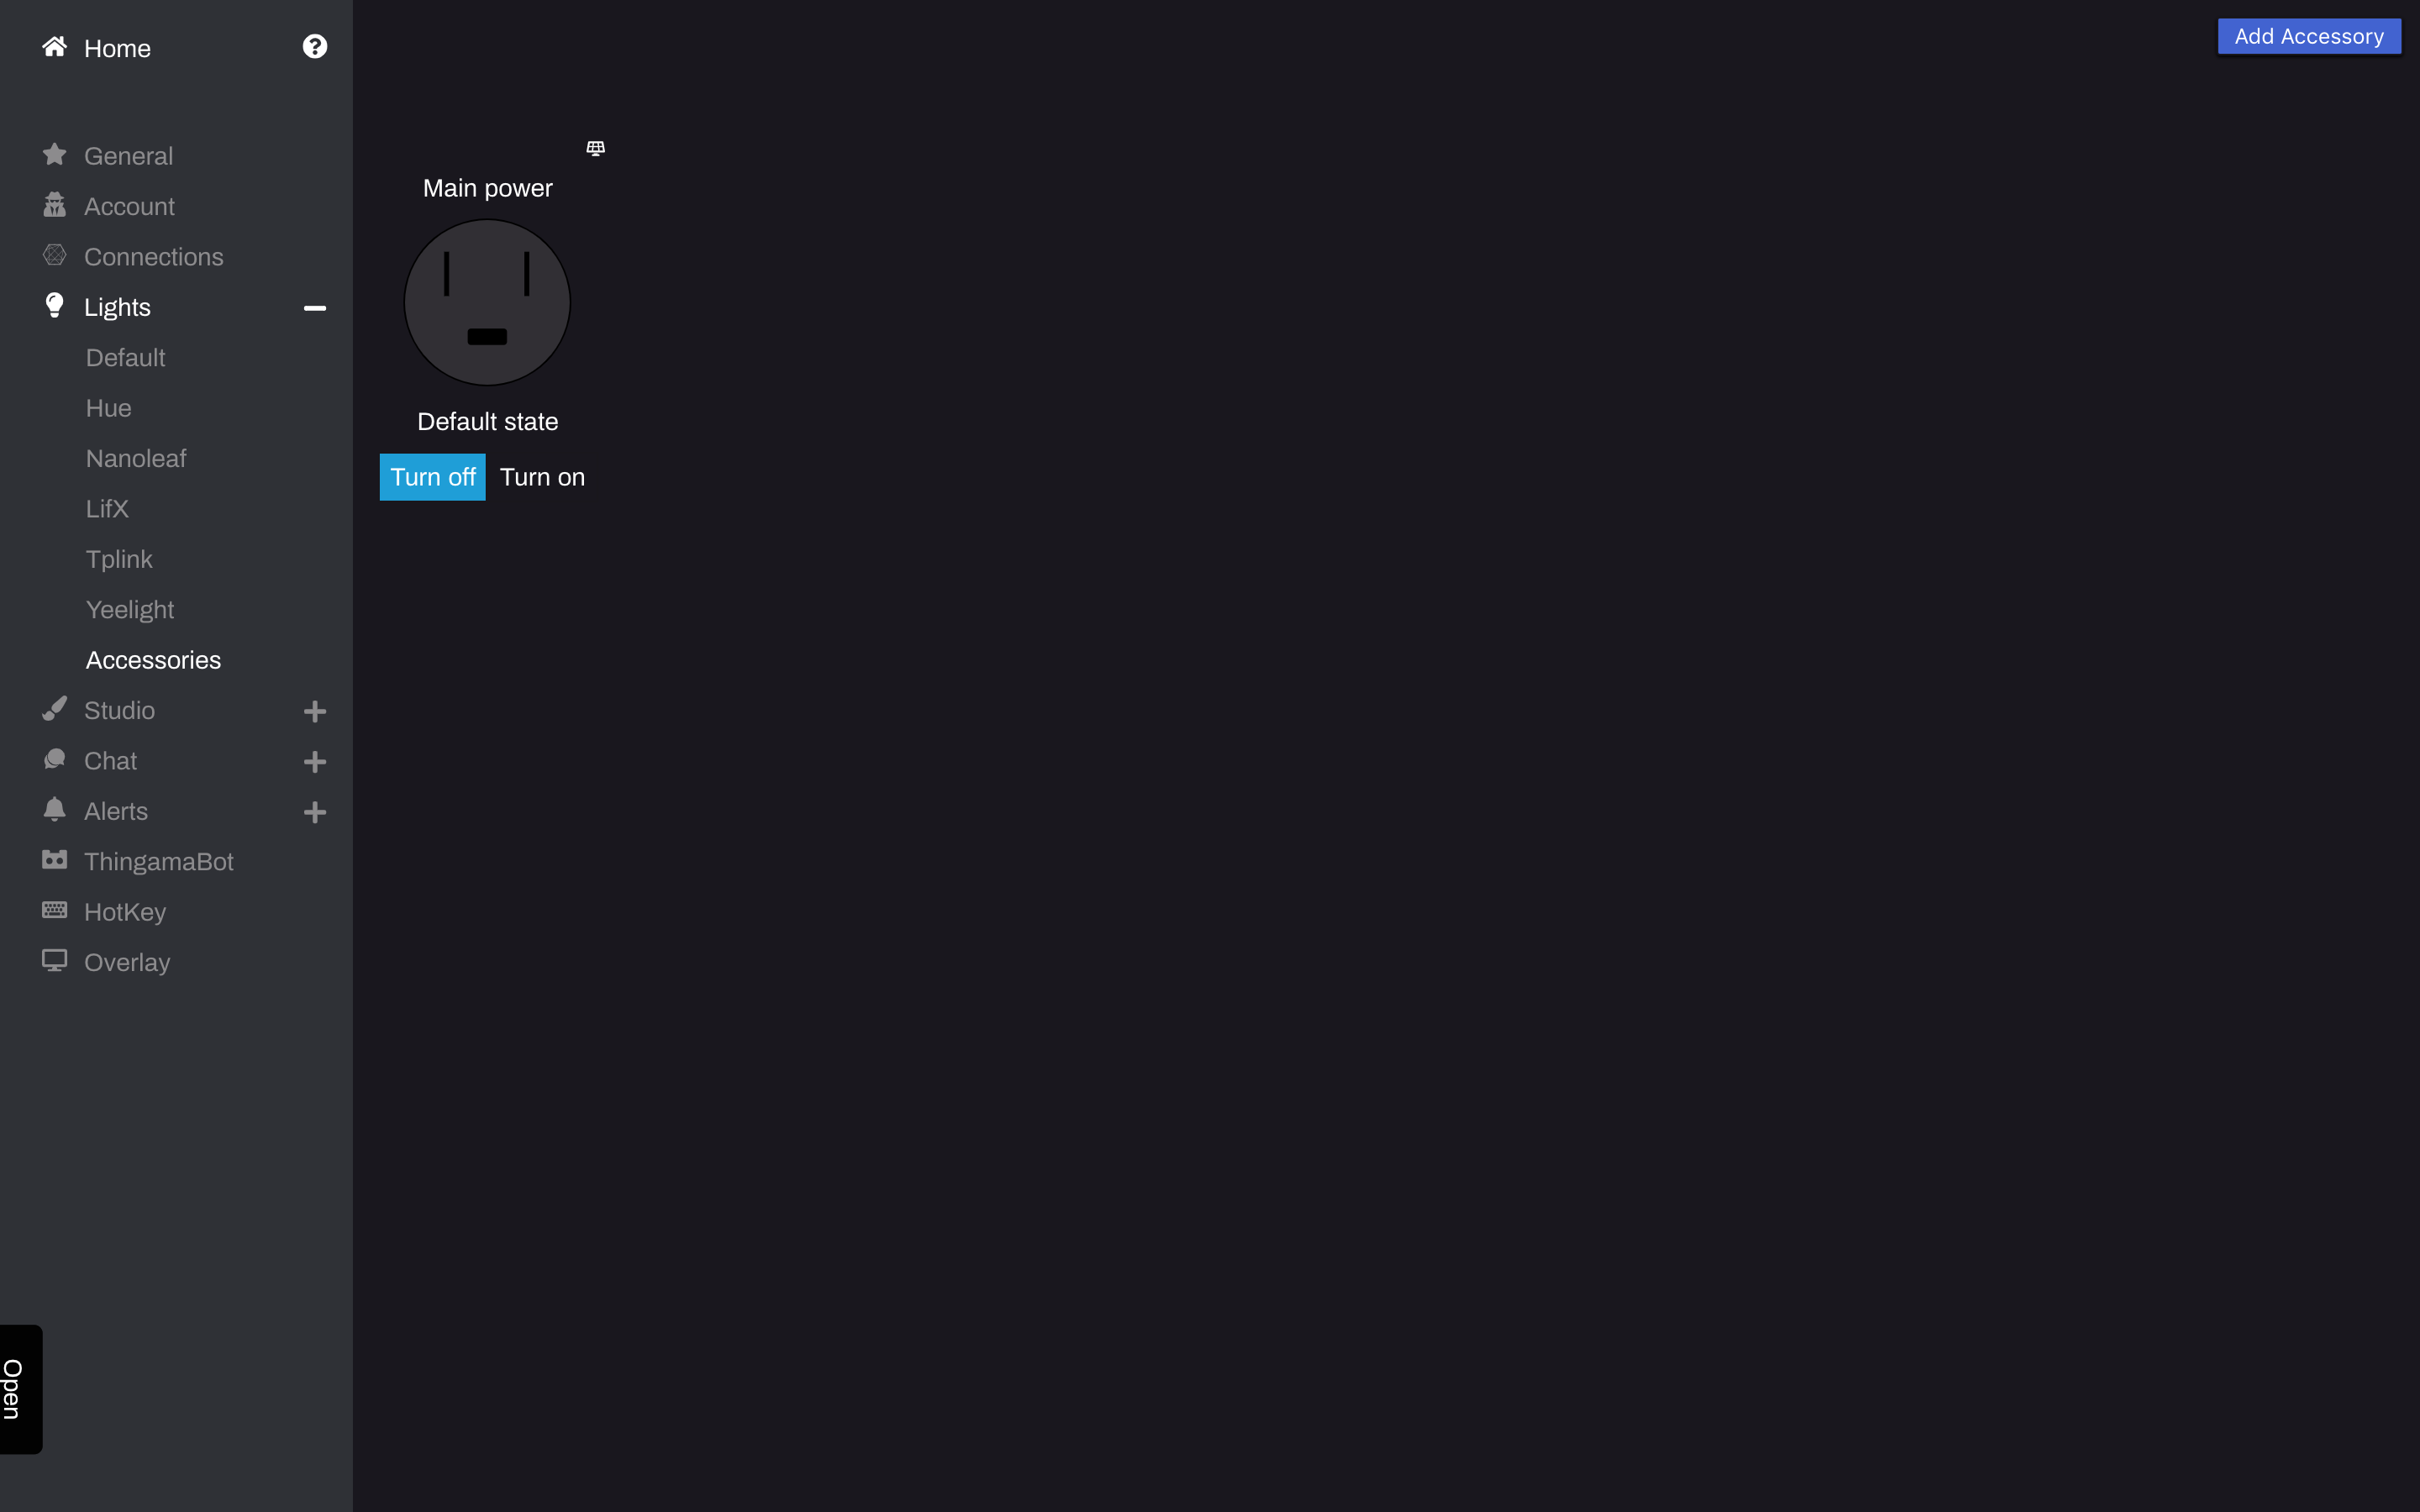 Home
General
Account
Connections
Lights
Default
Hue
Nanoleaf
LifX
Tplink
Yeelight
Accessories
Studio
Chat
Alerts
ThingamaBot
HotKey
Overlay
Open
Add Accessory
Main power
Default state
Turn off Turn on